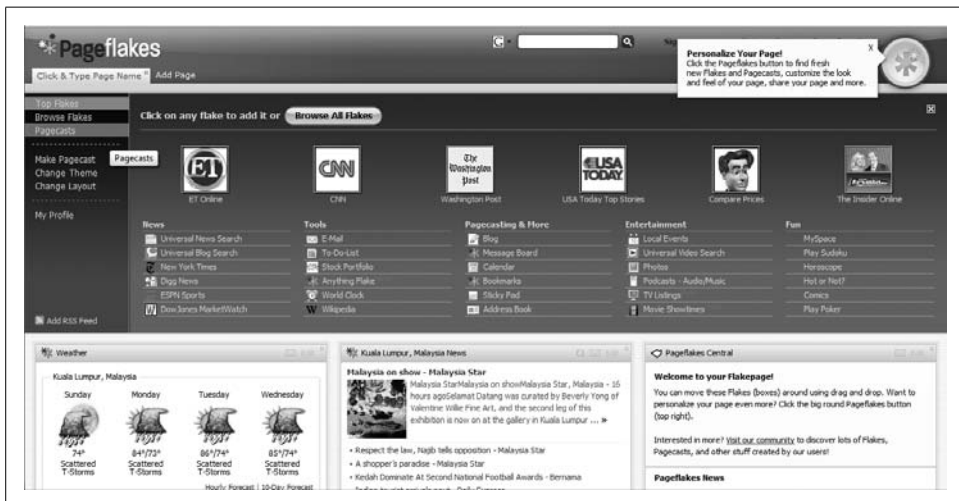 Pageflakes
Personalize Your Page!
X
Click the Pageflakes button to find fresh
new Flakes and Pagecasts, customize the look
and feel of your page, share your page and more.
Click & Type Page Name
Add Page
Top Flakes
Browse Flakes
Pagecasts
Click on any flake to add it or
Browse All Flakes
Make Pagecast
Pagecasts
Change Theme
Change Layout
My Profile
Add RSS Feed
ET
CNN
The
Washington
Post
USA
TODAY
ET Online
CNN
Washington Post
USA Today Top Stories
Compare Prices
The Insider Online
News
Universal News Search
Universal Blog Search
New York Times
Digg News
ESPN Sports
DowJones MarketWatch
Tools
E-Mail
To-Do-List
Stock Portfolio
Anything Flake
World Clock
Wikipedia
Pagecasting & More
Blog
Message Board
Calendar
Bookmarks
Sticky Pad
Address Book
Entertainment
Local Events
Universal Video Search
Photos
Podcasts - Audio/Music
TV Listings
Movie Showtimes
Fun
MySpace
Play Sudoku
Horoscope
Hot or Not?
Comics
Play Poker
Weather
Kuala Lumpur, Malaysia
Sunday Monday Tuesday Wednesday
74° 84°/73° 86°/74° 85°/74°
Scattered Scattered Scattered Scattered
T-Storms T-Storms T-Storms T-Storms
Hourly Forecast | 10-Day Forecast
Kuala Lumpur, Malaysia News
Malaysia on show - Malaysia Star
Malaysia StarMalaysia on showMalaysia Star, Malaysia - 16
hours agoSelamat Datang was curated by Beverly Yong of
Valentine Willie Fine Art, and the second leg of this
exhibition is now on at the gallery in Kuala Lumpur ... »
• Respect the law, Najib tells opposition - Malaysia Star
• A shopper's paradise - Malaysia Star
• Kedah Dominate At Second National Football Awards - Bernama
Pageflakes Central
Welcome to your Flakepage!
You can move these Flakes (boxes) around using drag and drop. Want to
personalize your page even more? Click the big round Pageflakes button
(top right).
Interested in more? Visit our community to discover lots of Flakes,
Pagecasts, and other stuff created by our users!
Pageflakes News